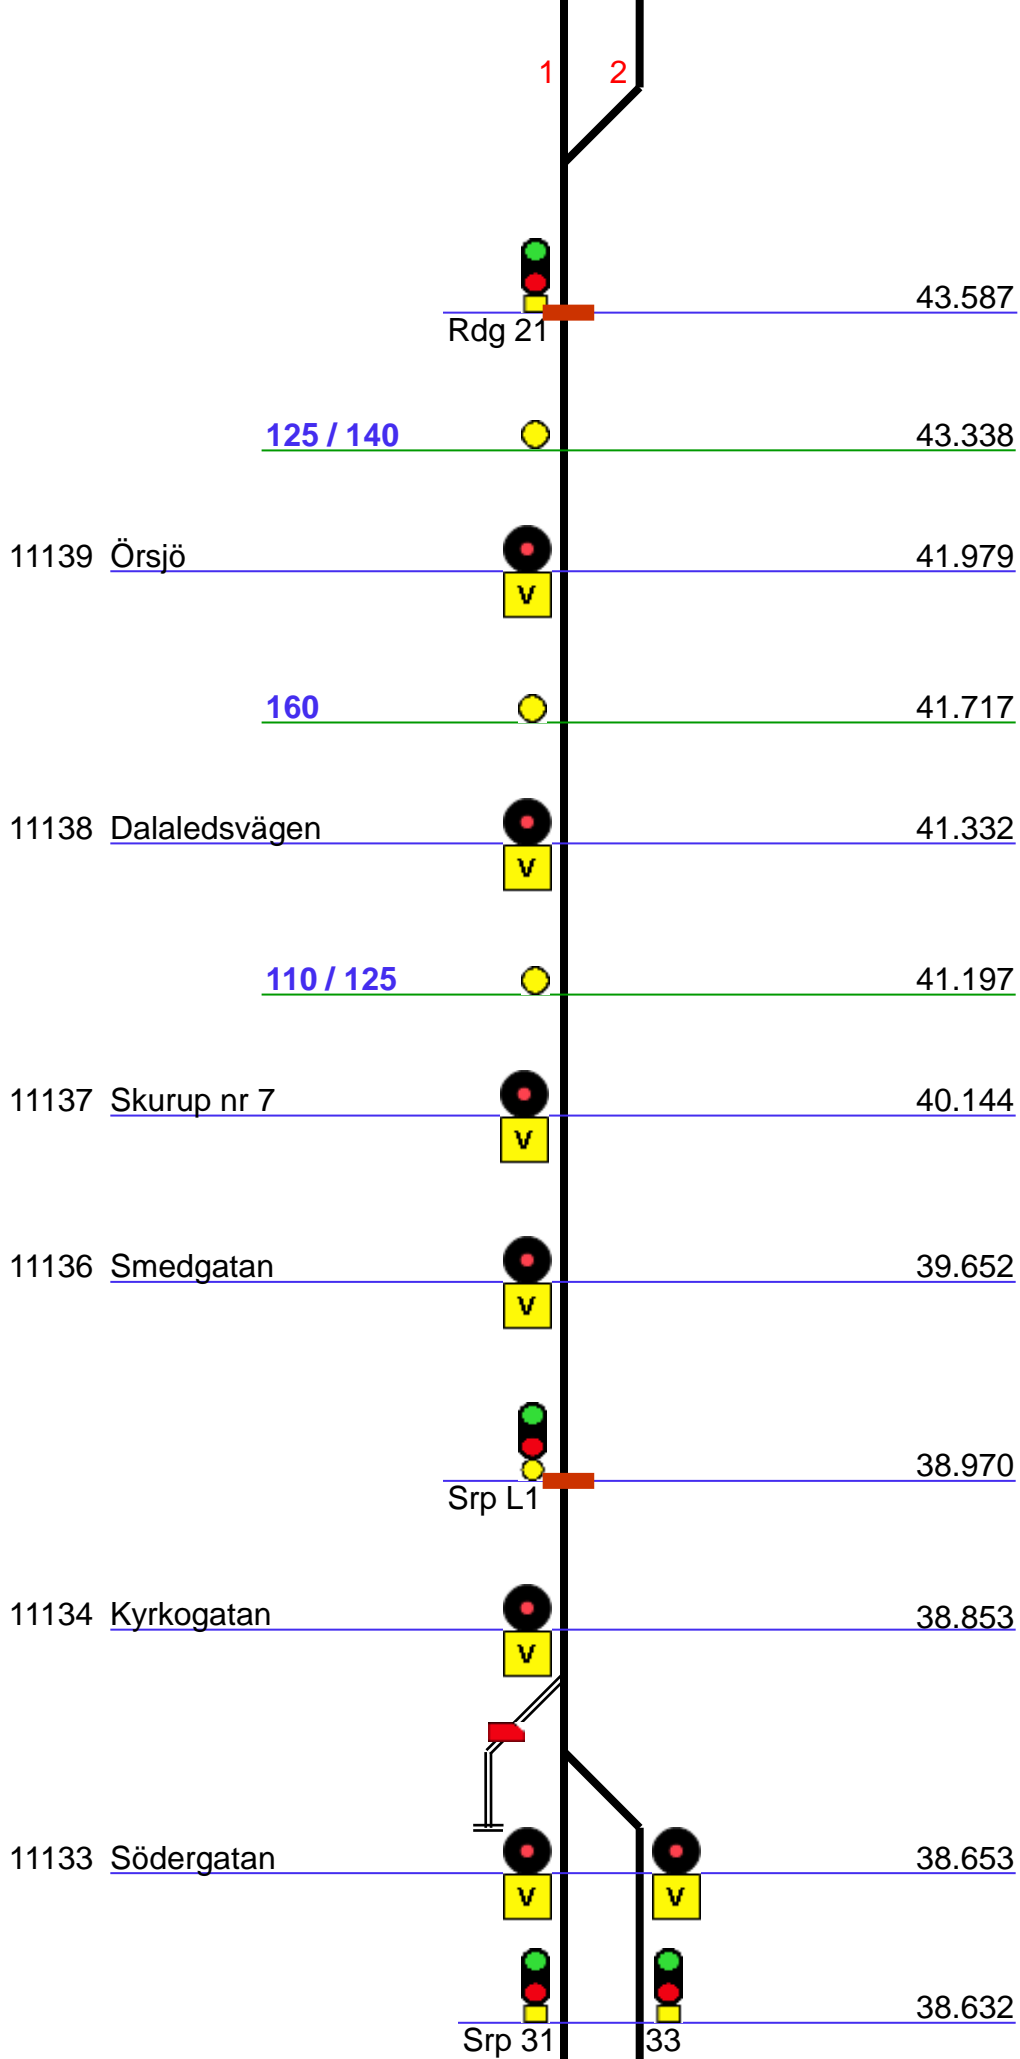 1 2
43.587
Rdg 21
125 / 140 43.338
11139 Örsjö 41.979
V
160 41.717
11138 Dalaledsvägen 41.332
V
110 / 125 41.197
11137 Skurup nr 7 40.144
V
11136 Smedgatan 39.652
V
38.970
Srp L1
11134 Kyrkogatan 38.853
V
11133 Södergatan 38.653
V V
38.632
Srp 31 33